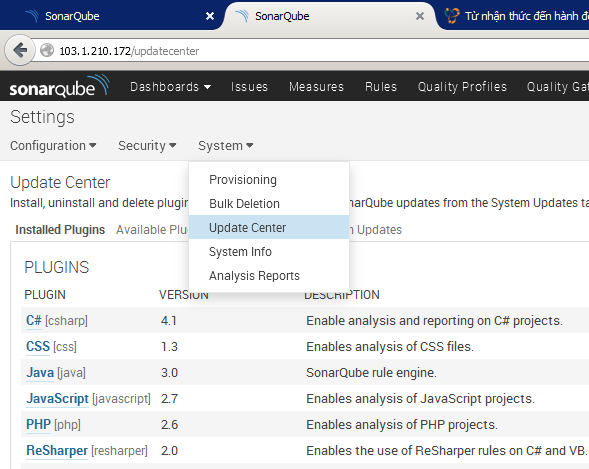 SonarQube
SonarQube
Từ nhận thức đến hành đ
103.1.210.172/updatecenter
sonarqube Dashboards Issues Measures Rules Quality Profiles Quality Gat
Settings
Configuration Security System
Provisioning
Bulk Deletion
Update Center
System Info
Analysis Reports
Update Center
Install, uninstall and delete plugin onarQube updates from the System Updates ta
Installed Plugins Available Plu m Updates
PLUGINS
PLUGIN VERSION DESCRIPTION
C# [csharp] 4.1 Enable analysis and reporting on C# projects.
CSS [css] 1.3 Enables analysis of CSS files.
Java [java] 3.0 SonarQube rule engine.
JavaScript [javascript] 2.7 Enables analysis of JavaScript projects.
PHP [php] 2.6 Enables analysis of PHP projects.
ReSharper [resharper] 2.0 Enables the use of ReSharper rules on C# and VB.